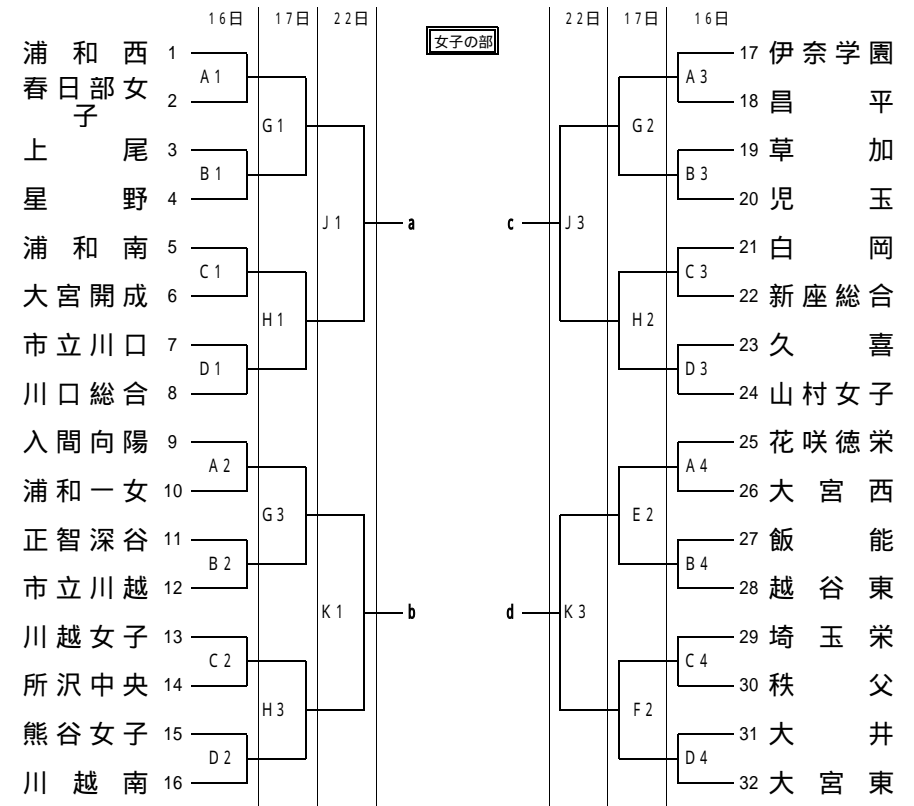 16日 17日 22日 女子の部 22日 17日 16日
浦和西 1 17 伊奈学園
A1 A3
春日部女子 2 18 昌平
G1 G2
上尾 3 19 草加
B1 B3
星野 4 20 児玉
J1 a c J3
浦和南 5 21 白岡
C1 C3
大宮開成 6 22 新座総合
H1 H2
市立川口 7 23 久喜
D1 D3
川口総合 8 24 山村女子
入間向陽 9 25 花咲徳栄
A2 A4
浦和一女 10 26 大宮西
G3 E2
正智深谷 11 27 飯能
B2 B4
市立川越 12 28 越谷東
K1 b d K3
川越女子 13 29 埼玉栄
C2 C4
所沢中央 14 30 秩父
H3 F2
熊谷女子 15 31 大井
D2 D4
川越南 16 32 大宮東